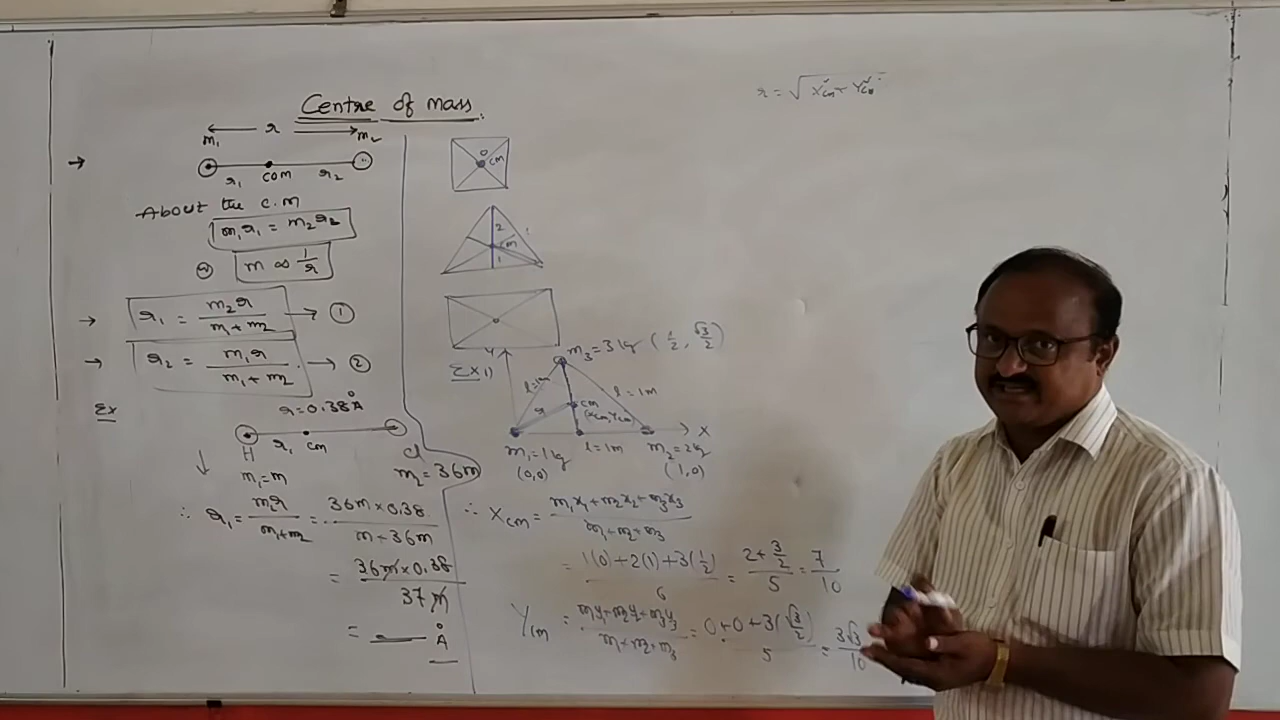 Centre of mass.
← r →
m₁ m₂
→
r₁ com r₂
About the c.m
m₁r₁ = m₂r₂
m ∝ 1/r
→ r₁ = m₂r/m₁+m₂ → ①
→ r₂ = m₁r/m₁+m₂ → ②
Ex
r=0.38Å
r₁ cm
H cl
m₁=m m₂=36m
∴ r₁ = m₂r/m₁+m₂ = 36m×0.38/m+36m
= 36m×0.38/37m
= Å
r = √X²cm+Y²cm
O
cm
2
cm
1
Ex 1)
Y
m₃=3kg (1/2, √3/2)
l=1m l=1m
r cm
(Xcm,Ycm)
X
m₁=1kg l=1m m₂=2kg
(0,0) (1,0)
∴ Xcm = m₁x₁+m₂x₂+m₃x₃/m₁+m₂+m₃
= 1(0)+2(1)+3(1/2)/6 = 2+3/2/5 = 7/10
Ycm = m₁y₁+m₂y₂+m₃y₃/m₁+m₂+m₃ = 0+0+3(√3/2)/5 = 3√3/10